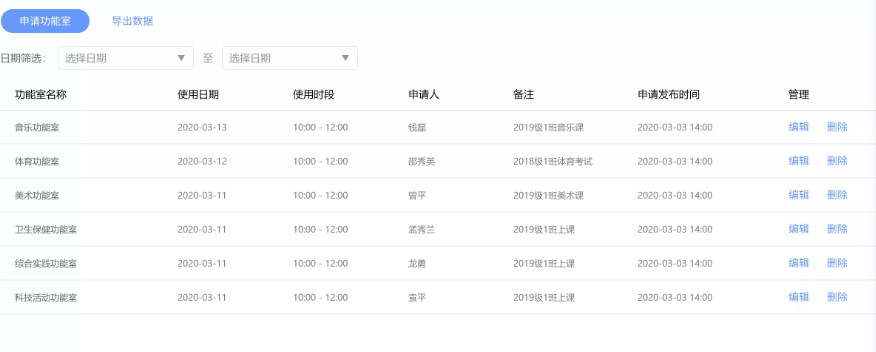 申请功能室 导出数据
日期筛选： 选择日期 至 选择日期
功能室名称 使用日期 使用时段 申请人 备注 申请发布时间 管理
音乐功能室 2020-03-13 10:00 - 12:00 钱磊 2019级1班音乐课 2020-03-03 14:00 编辑 删除
体育功能室 2020-03-12 10:00 - 12:00 邵秀英 2018级1班体育考试 2020-03-03 14:00 编辑 删除
美术功能室 2020-03-11 10:00 - 12:00 曾平 2019级1班美术课 2020-03-03 14:00 编辑 删除
卫生保健功能室 2020-03-11 10:00 - 12:00 孟秀兰 2019级1班上课 2020-03-03 14:00 编辑 删除
综合实践功能室 2020-03-11 10:00 - 12:00 龙勇 2019级1班上课 2020-03-03 14:00 编辑 删除
科技活动功能室 2020-03-11 10:00 - 12:00 袁平 2019级1班上课 2020-03-03 14:00 编辑 删除